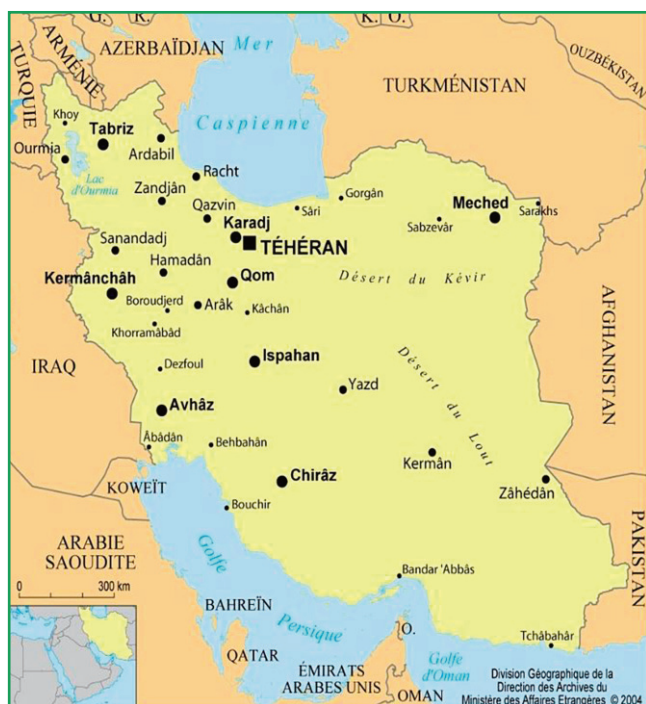 G.
R.
K.
O.
AZERBAÏDJAN
Mer
Caspienne
ARMÉNIE
TURQUIE
OUZBÉKISTAN
TURKMÉNISTAN
Khoy
Tabriz
Ourmia
Ardabil
Lac
d'Ourmia
Racht
Zandjân
Gorgân
Meched
Qazvin
Sâri
Sabzevâr
Sarakhs
Karadj
TÉHÉRAN
Sanandadj
Hamadân
Désert du Kévir
Kermânchâh
Qom
Boroudjerd
Arâk
Kâchân
Khorramâbâd
AFGHANISTAN
IRAQ
Dezfoul
Ispahan
Désert du Lout
Yazd
Avhâz
Âbâdân
Behbahân
Kermân
KOWEÏT
Chirâz
Zâhédân
Bouchir
PAKISTAN
ARABIE
SAOUDITE
Golfe
Persique
0 300 km
Bandar 'Abbâs
BAHREÏN
O.
Tchâbahâr
QATAR
ÉMIRATS
ARABES UNIS
Golfe
d'Oman
OMAN
Division Géographique de la
Direction des Archives du
Ministère des Affaires Etrangères © 2004